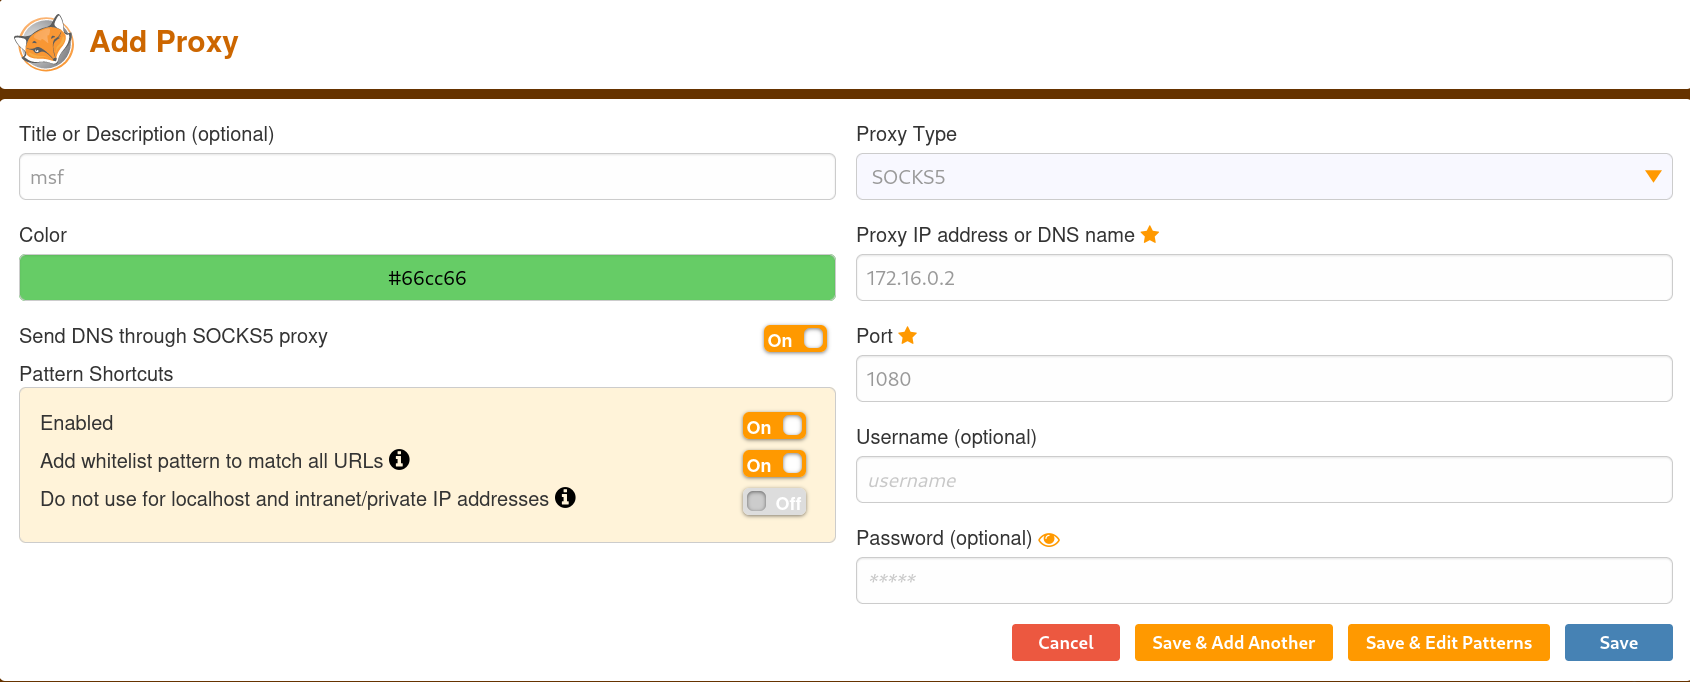 Add Proxy
Title or Description (optional)
msf
Color
#66cc66
Send DNS through SOCKS5 proxy
On
Pattern Shortcuts
Enabled
On
Add whitelist pattern to match all URLs
On
Do not use for localhost and intranet/private IP addresses
Off
Proxy Type
SOCKS5
Proxy IP address or DNS name
172.16.0.2
Port
1080
Username (optional)
username
Password (optional)
*****
Cancel
Save & Add Another
Save & Edit Patterns
Save